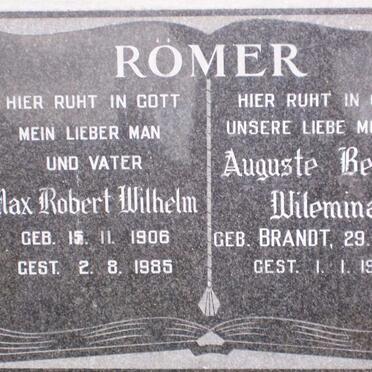 RÖMER
HIER RUHT IN GOTT
MEIN LIEBER MAN
UND VATER
Max Robert Wilhelm
GEB. 15. 11. 1906
GEST. 2. 8. 1985
HIER RUHT IN
UNSERE LIEBE
Auguste
Wilemina
GEB. BRANDT, 29.
GEST. 1. 1.